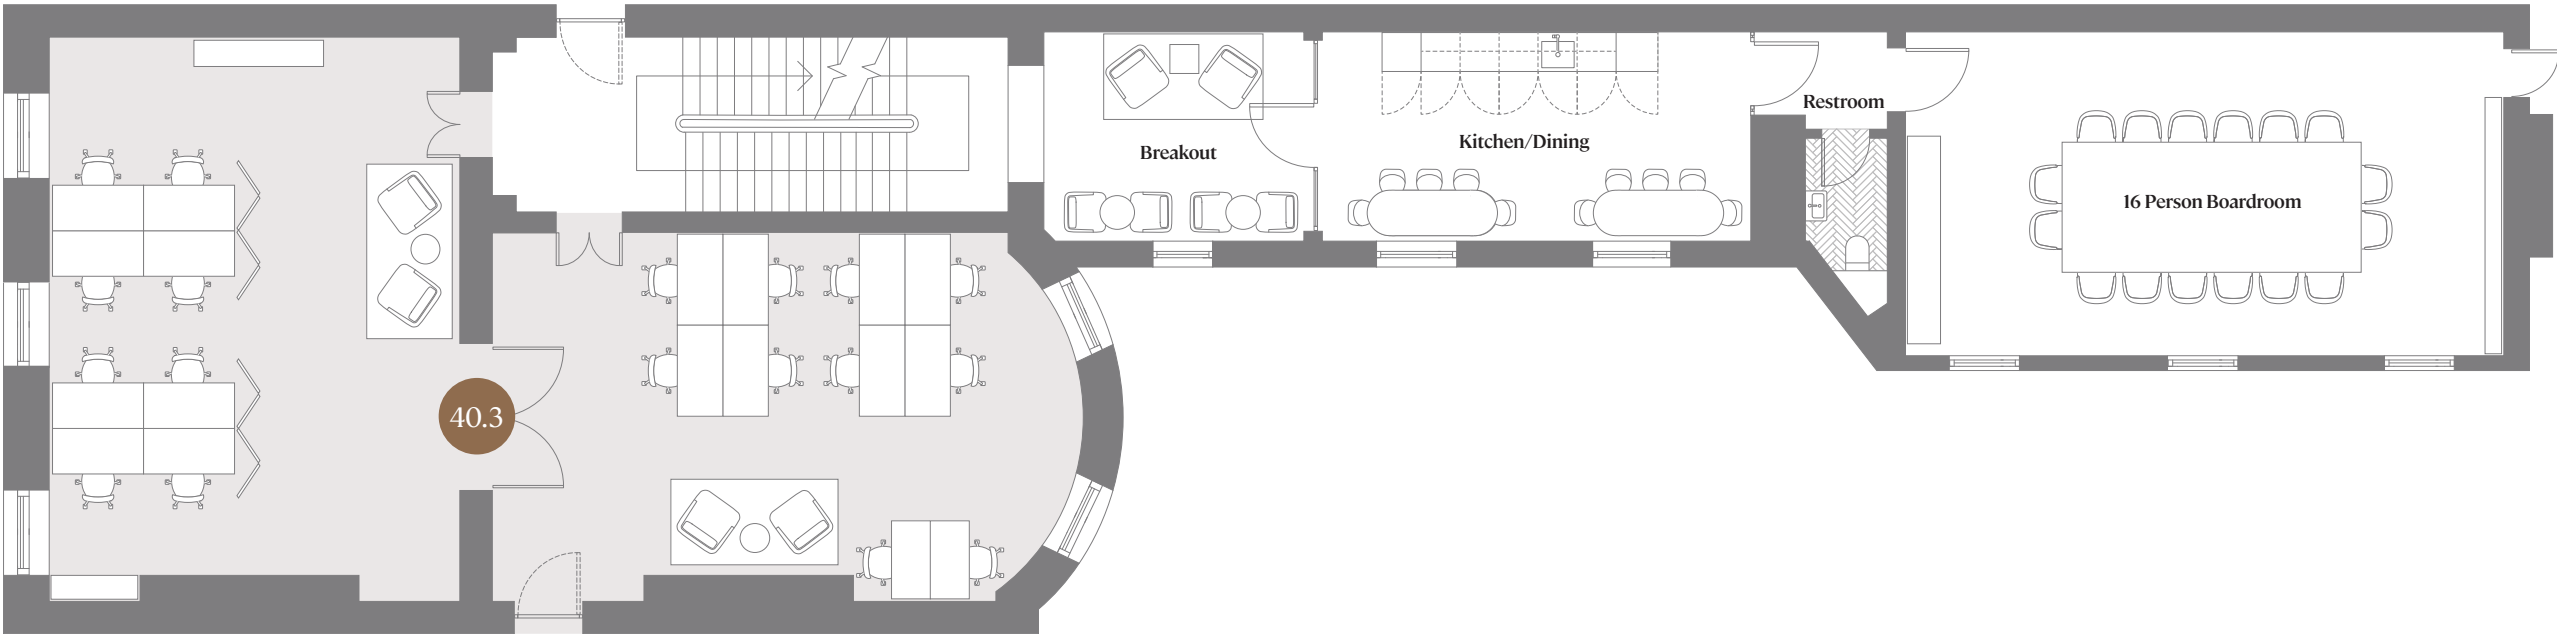 Restroom
Kitchen/Dining
Breakout
16 Person Boardroom
40.3